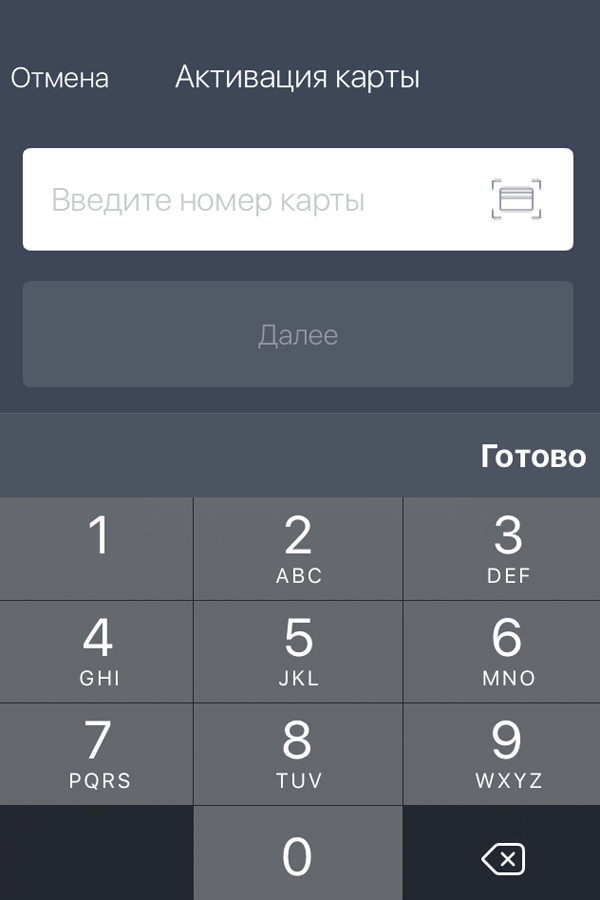 Отмена Активация карты
Введите номер карты
Далее
Готово
1 2 3
ABC DEF
4 5 6
GHI JKL MNO
7 8 9
PQRS TUV WXYZ
0